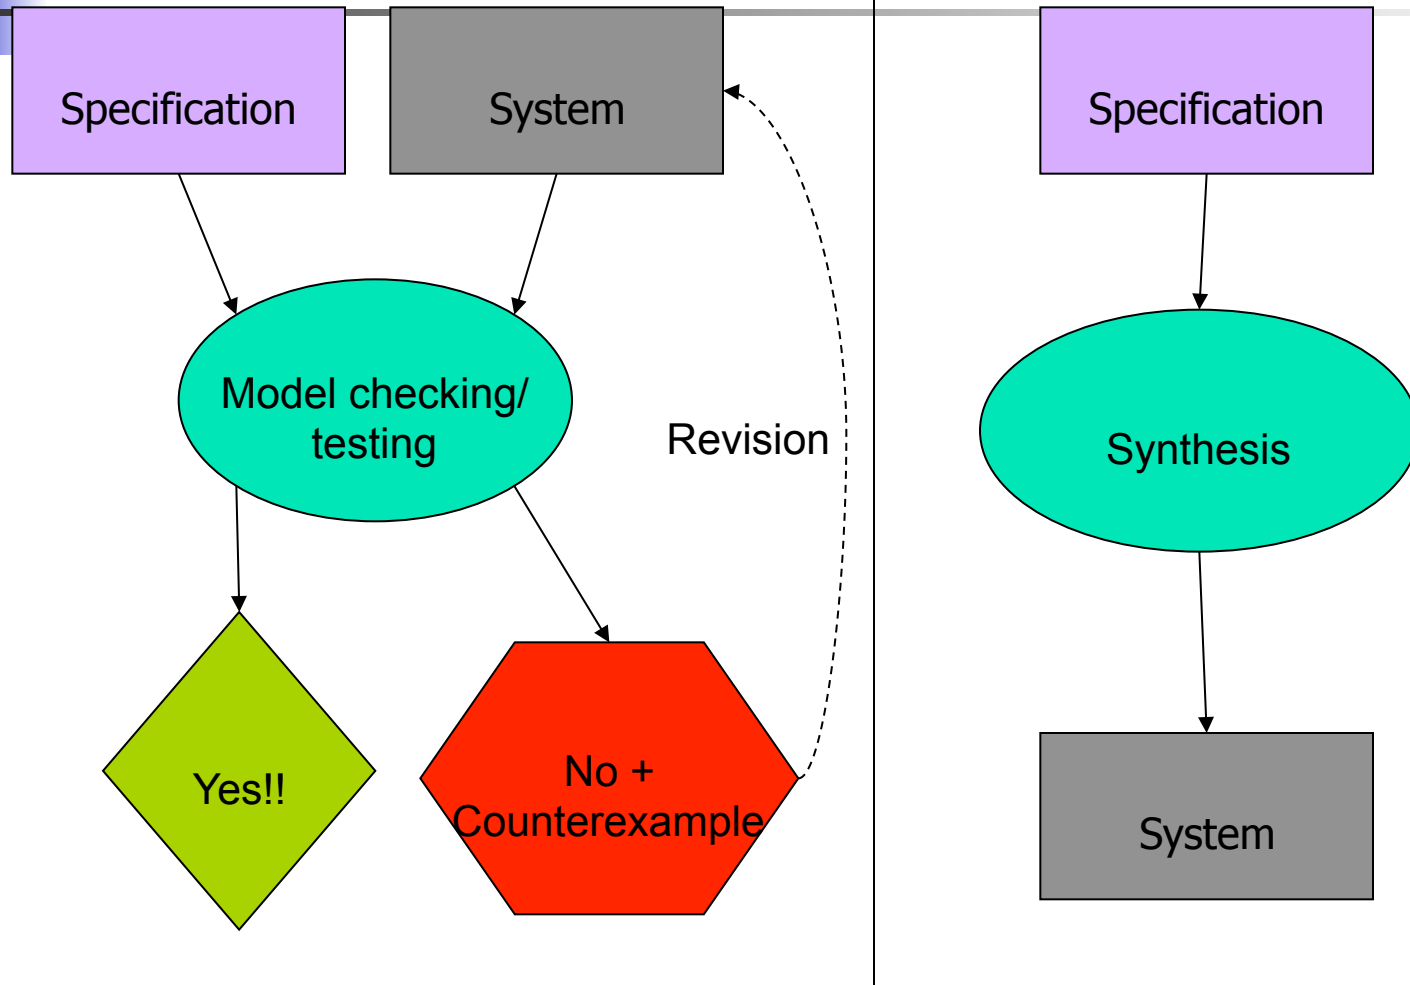 Specification
System
Model checking/
testing
Revision
Yes!!
No +
Counterexample
Specification
Synthesis
System